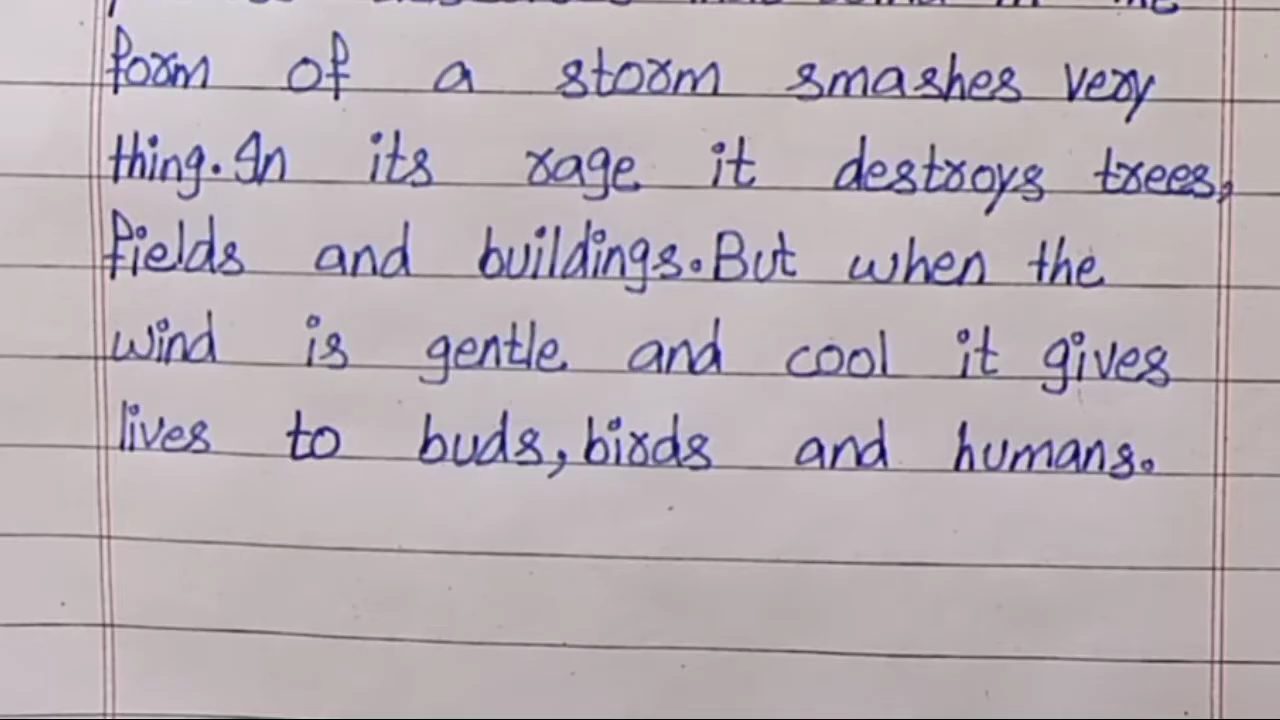 form of a storm smashes very
thing. In its rage it destroys trees,
fields and buildings. But when the
wind is gentle and cool it gives
lives to buds, birds and humans.